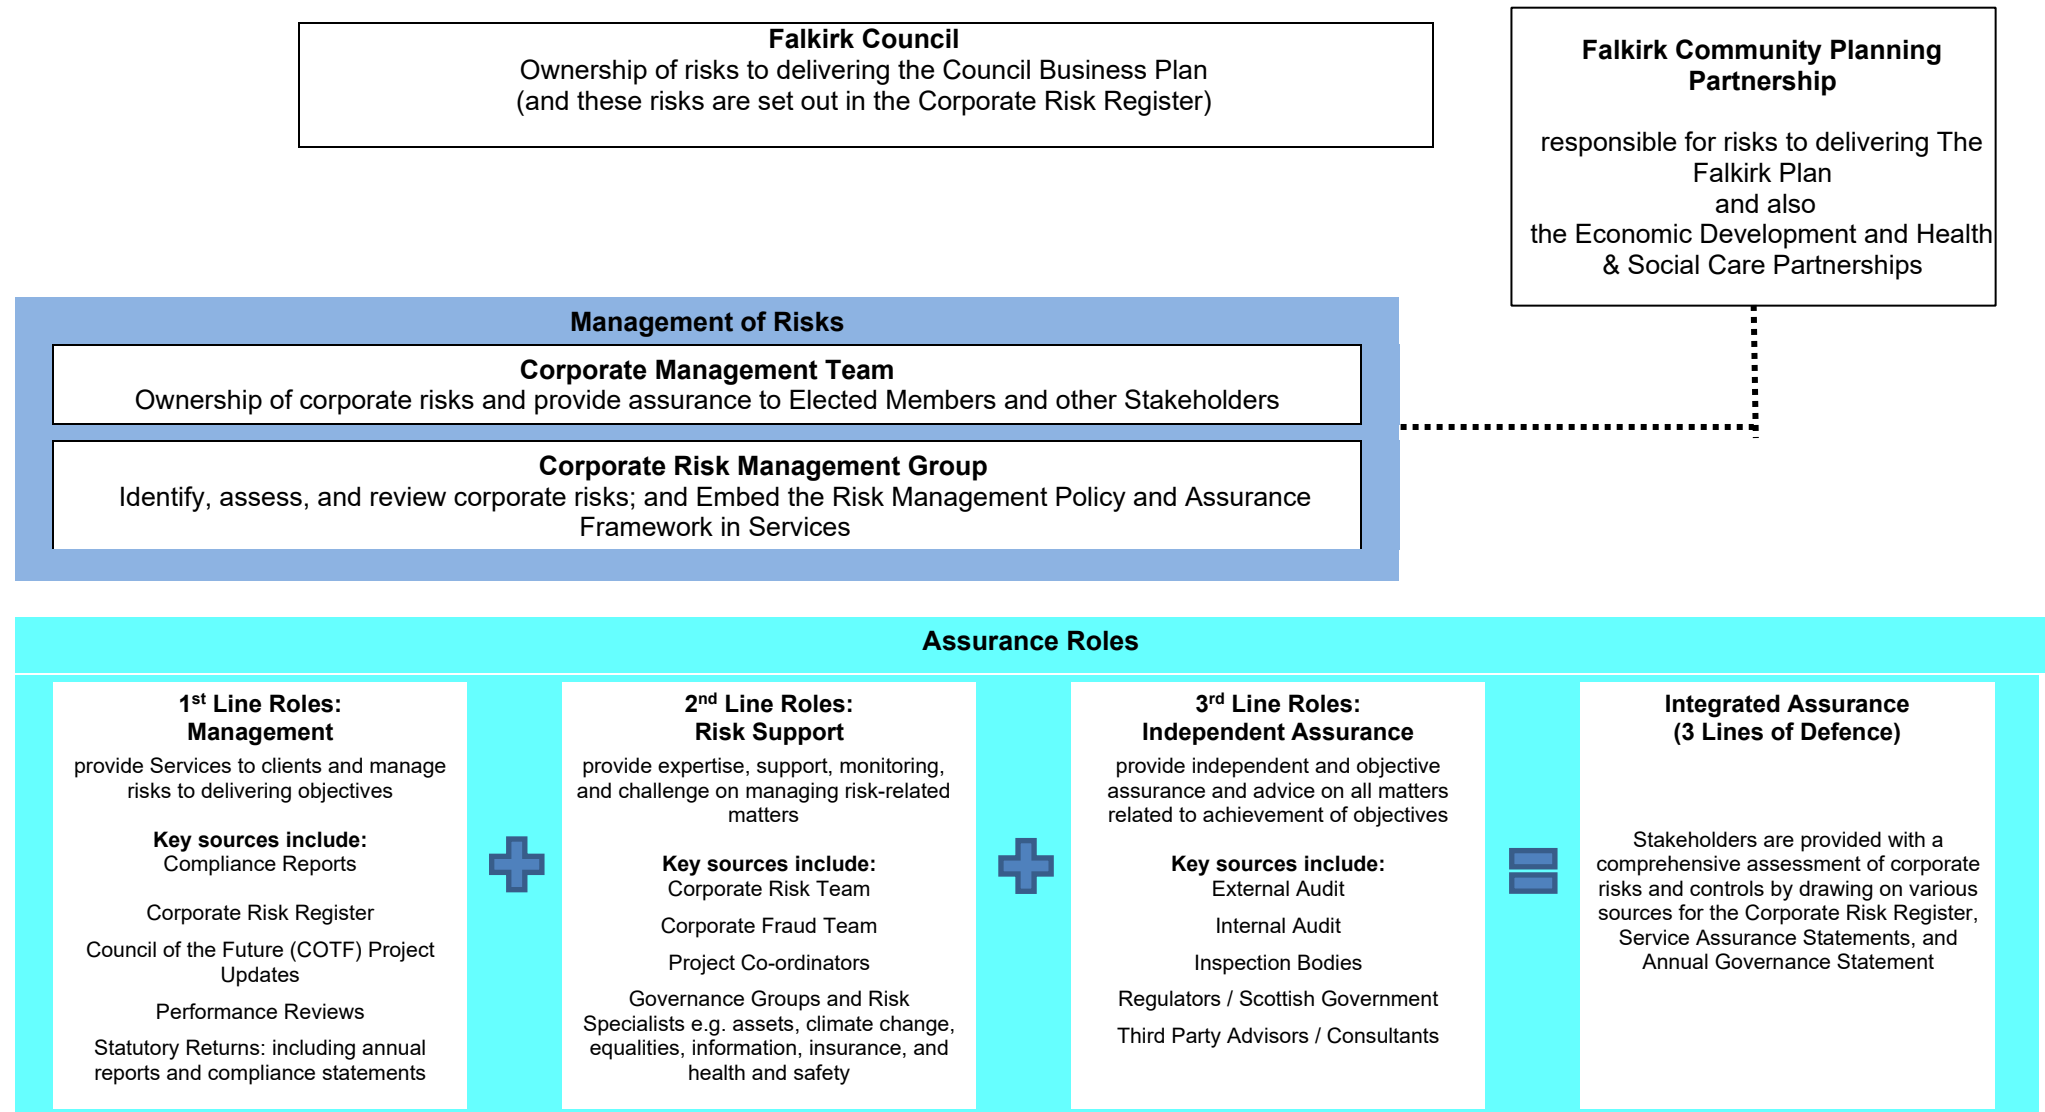 Falkirk Council
Ownership of risks to delivering the Council Business Plan
(and these risks are set out in the Corporate Risk Register)
Falkirk Community Planning
Partnership
responsible for risks to delivering The
Falkirk Plan
and also
the Economic Development and Health
& Social Care Partnerships
Management of Risks
Corporate Management Team
Ownership of corporate risks and provide assurance to Elected Members and other Stakeholders
Corporate Risk Management Group
Identify, assess, and review corporate risks; and Embed the Risk Management Policy and Assurance
Framework in Services
Assurance Roles
1st Line Roles:
Management
provide Services to clients and manage
risks to delivering objectives
Key sources include:
Compliance Reports
Corporate Risk Register
Council of the Future (COTF) Project
Updates
Performance Reviews
Statutory Returns: including annual
reports and compliance statements
2nd Line Roles:
Risk Support
provide expertise, support, monitoring,
and challenge on managing risk-related
matters
Key sources include:
Corporate Risk Team
Corporate Fraud Team
Project Co-ordinators
Governance Groups and Risk
Specialists e.g. assets, climate change,
equalities, information, insurance, and
health and safety
3rd Line Roles:
Independent Assurance
provide independent and objective
assurance and advice on all matters
related to achievement of objectives
Key sources include:
External Audit
Internal Audit
Inspection Bodies
Regulators / Scottish Government
Third Party Advisors / Consultants
Integrated Assurance
(3 Lines of Defence)
Stakeholders are provided with a
comprehensive assessment of corporate
risks and controls by drawing on various
sources for the Corporate Risk Register,
Service Assurance Statements, and
Annual Governance Statement